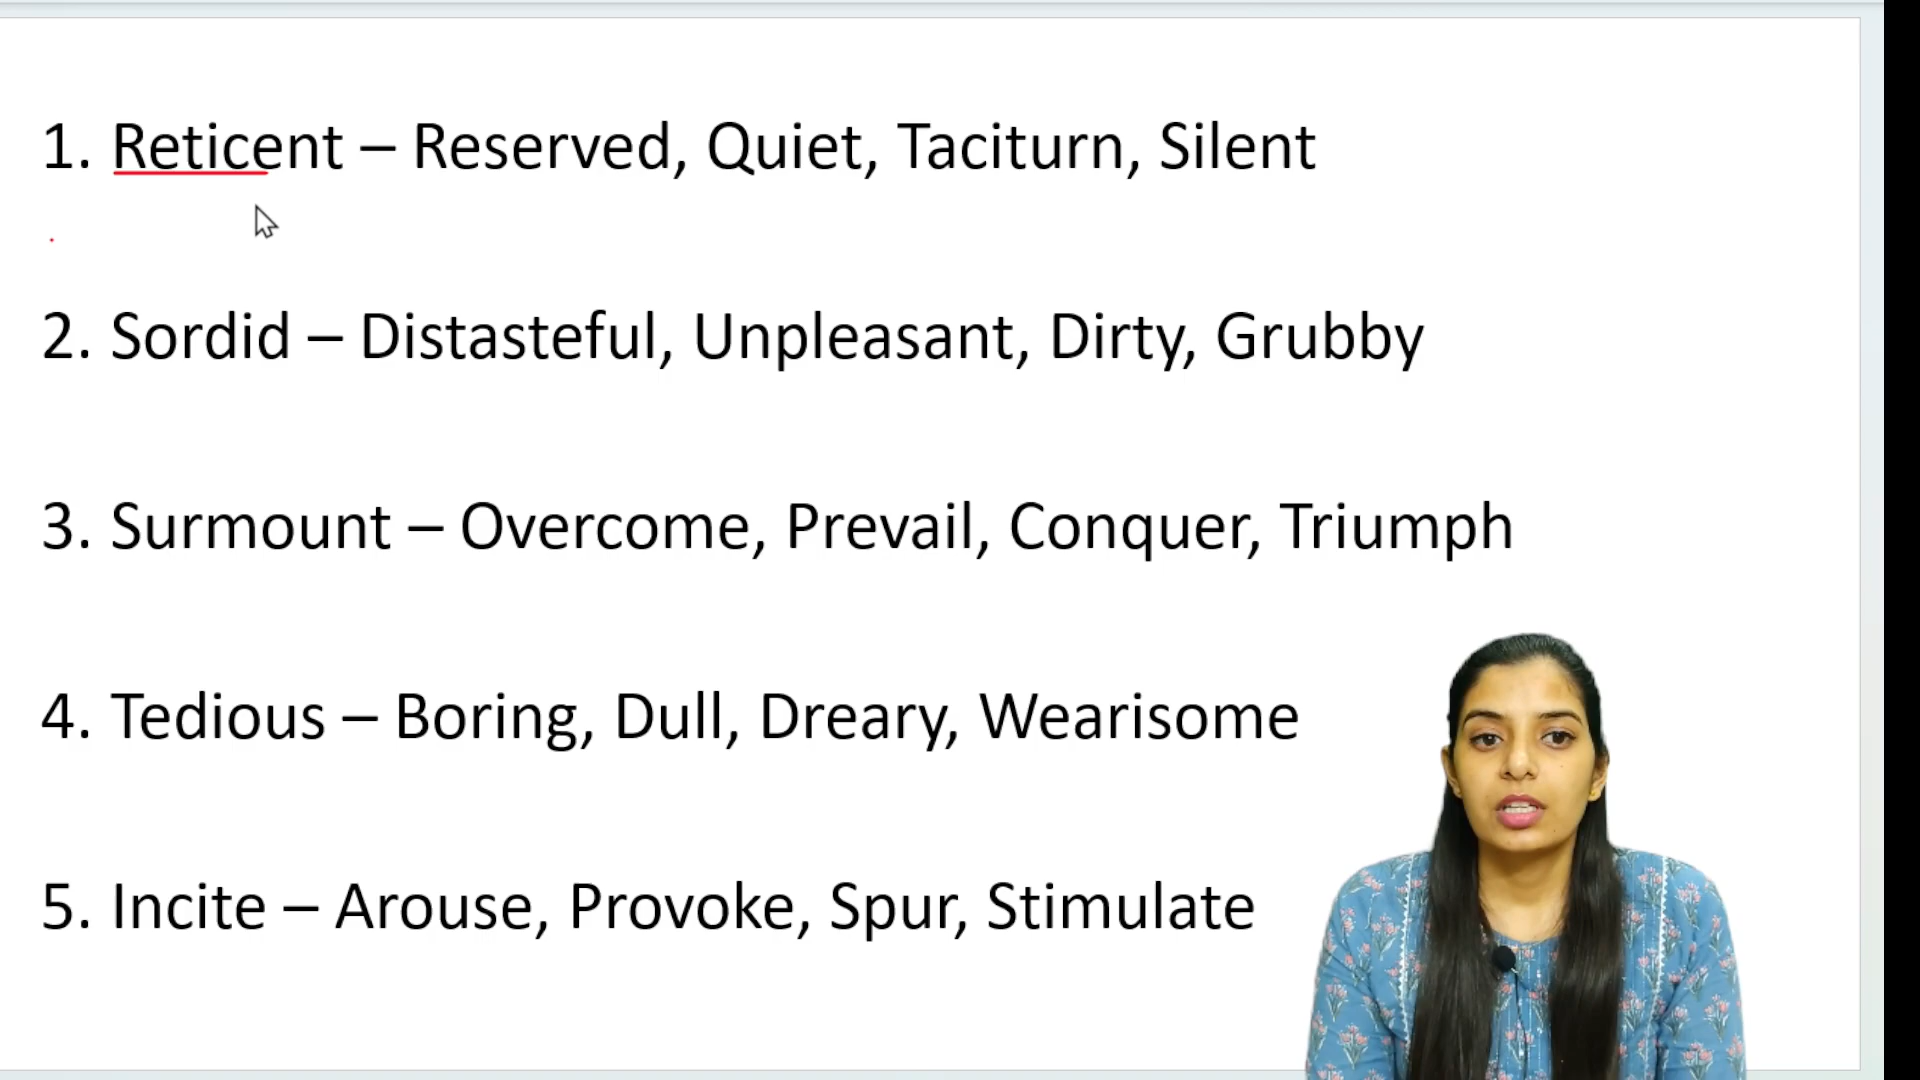 1. Reticent – Reserved, Quiet, Taciturn, Silent
2. Sordid – Distasteful, Unpleasant, Dirty, Grubby
3. Surmount – Overcome, Prevail, Conquer, Triumph
4. Tedious – Boring, Dull, Dreary, Wearisome
5. Incite – Arouse, Provoke, Spur, Stimulate